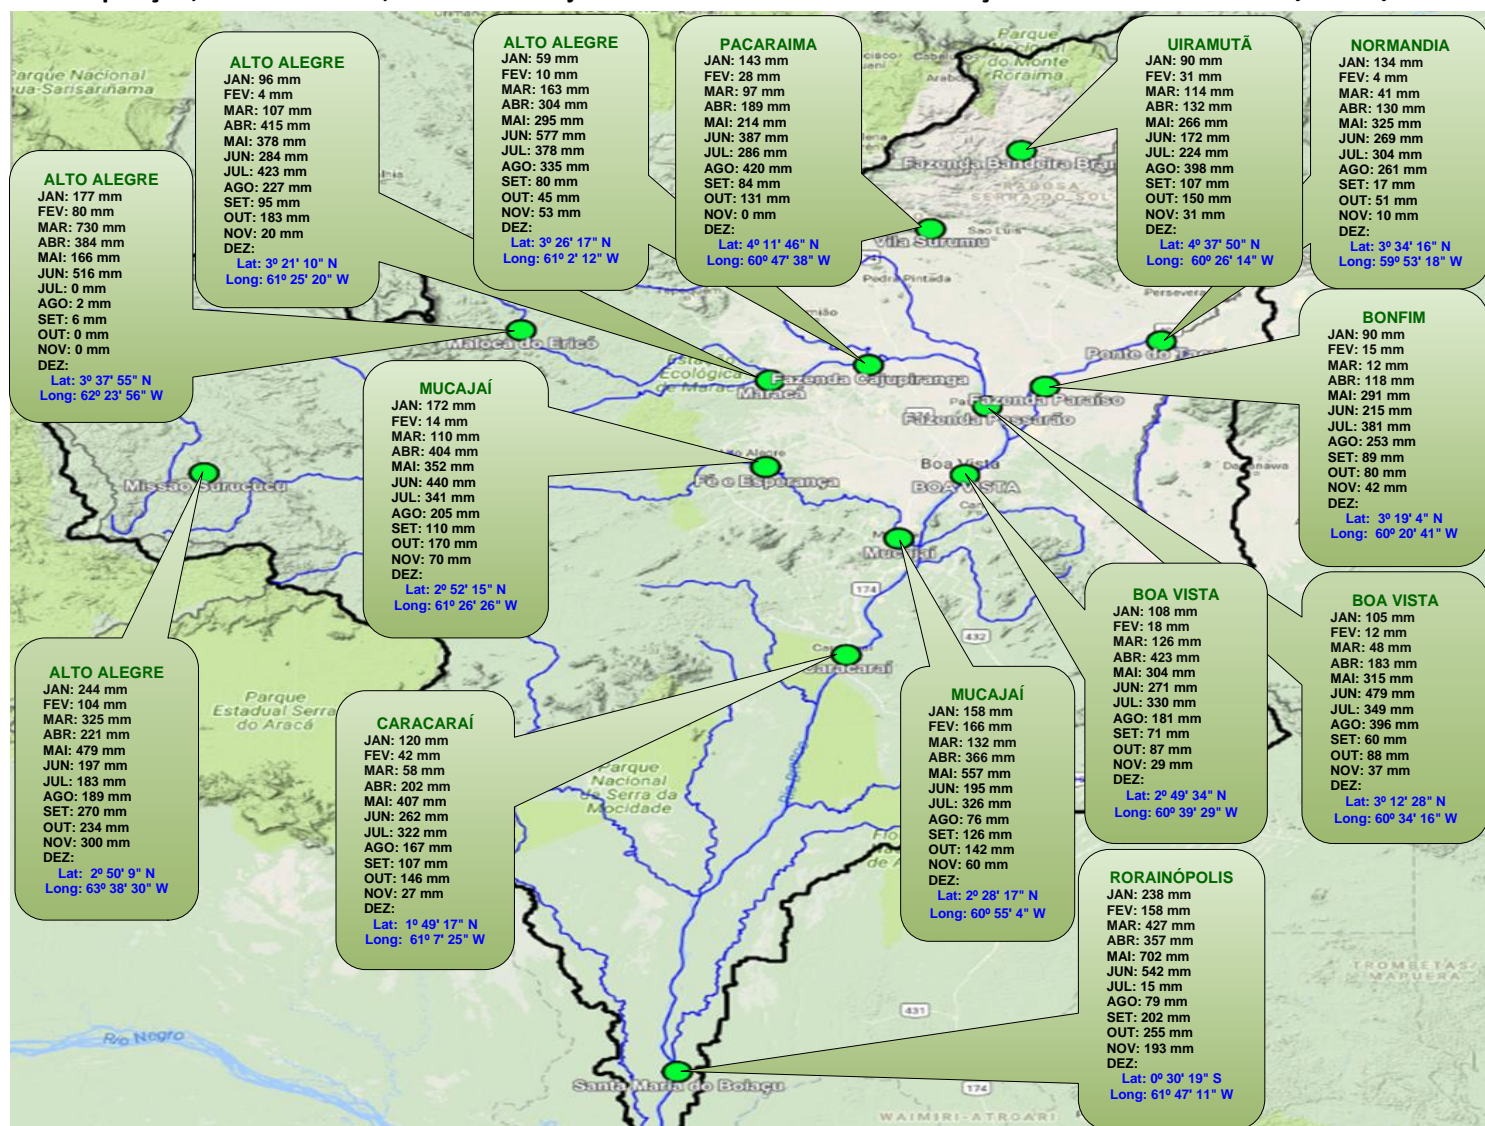 ALTO ALEGRE
JAN: 96 mm
FEV: 4 mm
MAR: 107 mm
ABR: 415 mm
MAI: 378 mm
JUN: 284 mm
JUL: 423 mm
AGO: 227 mm
SET: 95 mm
OUT: 183 mm
NOV: 20 mm
DEZ:
Lat: 3º 21' 10" N
Long: 61º 25' 20" W
ALTO ALEGRE
JAN: 59 mm
FEV: 10 mm
MAR: 163 mm
ABR: 304 mm
MAI: 295 mm
JUN: 577 mm
JUL: 378 mm
AGO: 335 mm
SET: 80 mm
OUT: 45 mm
NOV: 53 mm
DEZ:
Lat: 3º 26' 17" N
Long: 61º 2' 12" W
PACARAIMA
JAN: 143 mm
FEV: 28 mm
MAR: 97 mm
ABR: 189 mm
MAI: 214 mm
JUN: 387 mm
JUL: 286 mm
AGO: 420 mm
SET: 84 mm
OUT: 131 mm
NOV: 0 mm
DEZ:
Lat: 4º 11' 46" N
Long: 60º 47' 38" W
UIRAMUTÃ
JAN: 90 mm
FEV: 31 mm
MAR: 114 mm
ABR: 132 mm
MAI: 266 mm
JUN: 172 mm
JUL: 224 mm
AGO: 398 mm
SET: 107 mm
OUT: 150 mm
NOV: 31 mm
DEZ:
Lat: 4º 37' 50" N
Long: 60º 26' 14" W
NORMANDIA
JAN: 134 mm
FEV: 4 mm
MAR: 41 mm
ABR: 130 mm
MAI: 325 mm
JUN: 269 mm
JUL: 304 mm
AGO: 261 mm
SET: 17 mm
OUT: 51 mm
NOV: 10 mm
DEZ:
Lat: 3º 34' 16" N
Long: 59º 53' 18" W
ALTO ALEGRE
JAN: 177 mm
FEV: 80 mm
MAR: 730 mm
ABR: 384 mm
MAI: 166 mm
JUN: 516 mm
JUL: 0 mm
AGO: 2 mm
SET: 6 mm
OUT: 0 mm
NOV: 0 mm
DEZ:
Lat: 3º 37' 55" N
Long: 62º 23' 56" W
BONFIM
JAN: 90 mm
FEV: 15 mm
MAR: 12 mm
ABR: 118 mm
MAI: 291 mm
JUN: 215 mm
JUL: 381 mm
AGO: 253 mm
SET: 89 mm
OUT: 80 mm
NOV: 42 mm
DEZ:
Lat: 3º 19' 4" N
Long: 60º 20' 41" W
MUCAJAÍ
JAN: 172 mm
FEV: 14 mm
MAR: 110 mm
ABR: 404 mm
MAI: 352 mm
JUN: 440 mm
JUL: 341 mm
AGO: 205 mm
SET: 110 mm
OUT: 170 mm
NOV: 70 mm
DEZ:
Lat: 2º 52' 15" N
Long: 61º 26' 26" W
BOA VISTA
JAN: 108 mm
FEV: 18 mm
MAR: 126 mm
ABR: 423 mm
MAI: 304 mm
JUN: 271 mm
JUL: 330 mm
AGO: 181 mm
SET: 71 mm
OUT: 87 mm
NOV: 29 mm
DEZ:
Lat: 2º 49' 34" N
Long: 60º 39' 29" W
BOA VISTA
JAN: 105 mm
FEV: 12 mm
MAR: 48 mm
ABR: 183 mm
MAI: 315 mm
JUN: 479 mm
JUL: 349 mm
AGO: 396 mm
SET: 60 mm
OUT: 88 mm
NOV: 37 mm
DEZ:
Lat: 3º 12' 28" N
Long: 60º 34' 16" W
ALTO ALEGRE
JAN: 244 mm
FEV: 104 mm
MAR: 325 mm
ABR: 221 mm
MAI: 479 mm
JUN: 197 mm
JUL: 183 mm
AGO: 189 mm
SET: 270 mm
OUT: 234 mm
NOV: 300 mm
DEZ:
Lat: 2º 50' 9" N
Long: 63º 38' 30" W
CARACARAÍ
JAN: 120 mm
FEV: 42 mm
MAR: 58 mm
ABR: 202 mm
MAI: 407 mm
JUN: 262 mm
JUL: 322 mm
AGO: 167 mm
SET: 107 mm
OUT: 146 mm
NOV: 27 mm
DEZ:
Lat: 1º 49' 17" N
Long: 61º 7' 25" W
MUCAJAÍ
JAN: 158 mm
FEV: 166 mm
MAR: 132 mm
ABR: 366 mm
MAI: 557 mm
JUN: 195 mm
JUL: 326 mm
AGO: 76 mm
SET: 126 mm
OUT: 142 mm
NOV: 60 mm
DEZ:
Lat: 2º 28' 17" N
Long: 60º 55' 4" W
RORAINÓPOLIS
JAN: 238 mm
FEV: 158 mm
MAR: 427 mm
ABR: 357 mm
MAI: 702 mm
JUN: 542 mm
JUL: 15 mm
AGO: 79 mm
SET: 202 mm
OUT: 255 mm
NOV: 193 mm
DEZ:
Lat: 0º 30' 19" S
Long: 61º 47' 11" W
Parque
do Monte
Roraima
Parque Nacional
Fazenda Bandeira
Vila Surumu
Sao Luis
Pedra Pintada
Ponte do
Maloca do Ericó
Estação
Ecológica
de Maracá
Maracá
Fazenda Cajupiranga
Fazenda Paraíso
Fazenda Passarão
Boa Vista
BOA VISTA
Missão Surucucu
Fé e Esperança
Mucajaí
174
432
Caracaraí
Parque
Estadual Serra
do Aracá
Parque
Nacional
da Serra da
Mocidade
Rio Branco
Rio Negro
431
174
Santa Maria do Boiaçu
TROMBETAS/
MAPUERA
WAIMIRI-ATROARI